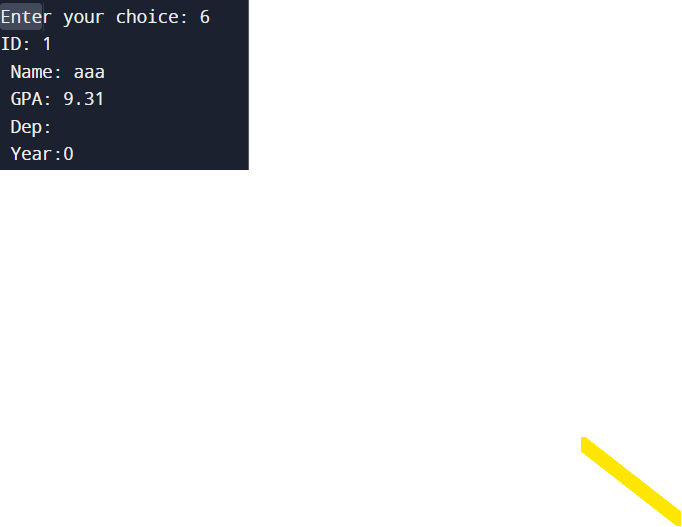 Enter your choice: 6
ID: 1
Name: aaa
GPA: 9.31
Dep:
Year:0